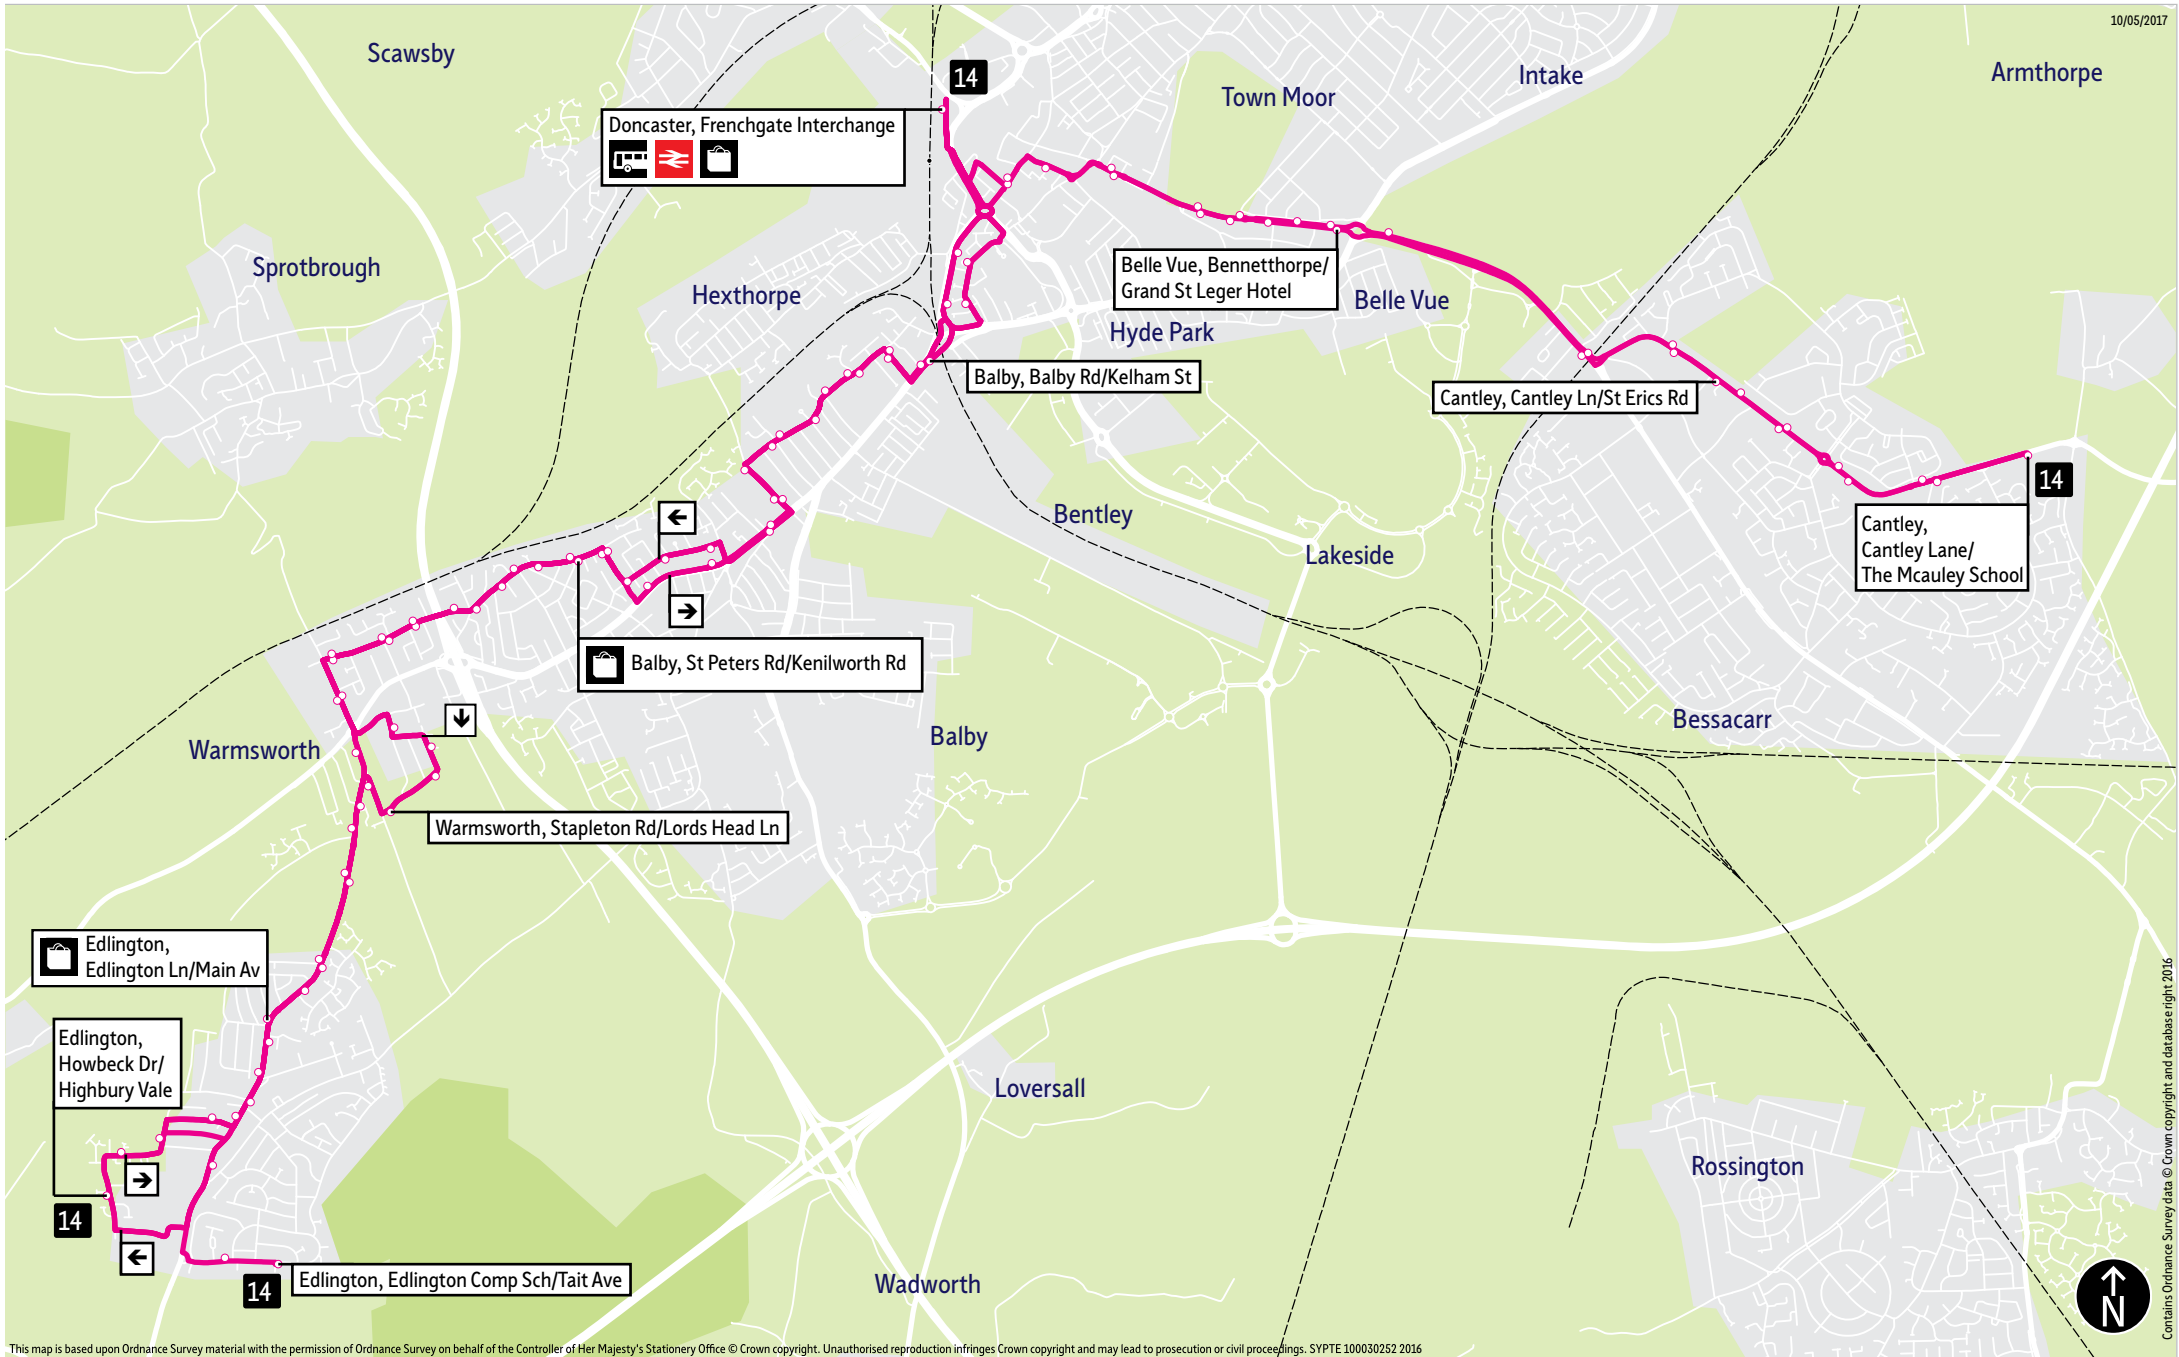 10/05/2017
Scawsby
Armthorpe
Intake
14
Town Moor
Doncaster, Frenchgate Interchange
Sprotbrough
Hexthorpe
Belle Vue, Bennetthorpe/
Grand St Leger Hotel
Belle Vue
Hyde Park
Balby, Balby Rd/Kelham St
Cantley, Cantley Ln/St Erics Rd
14
Cantley,
Cantley Lane/
The Mcauley School
Bentley
Lakeside
Balby, St Peters Rd/Kenilworth Rd
Bessacarr
Balby
Warmsworth
Warmsworth, Stapleton Rd/Lords Head Ln
Edlington,
Edlington Ln/Main Av
Edlington,
Howbeck Dr/
Highbury Vale
Loversall
Rossington
14
14
Edlington, Edlington Comp Sch/Tait Ave
Wadworth
N
Contains Ordnance Survey data © Crown copyright and database right 2016
This map is based upon Ordnance Survey material with the permission of Ordnance Survey on behalf of the Controller of Her Majesty's Stationery Office © Crown copyright. Unauthorised reproduction infringes Crown copyright and may lead to prosecution or civil proceedings. SYPTE 100030252 2016